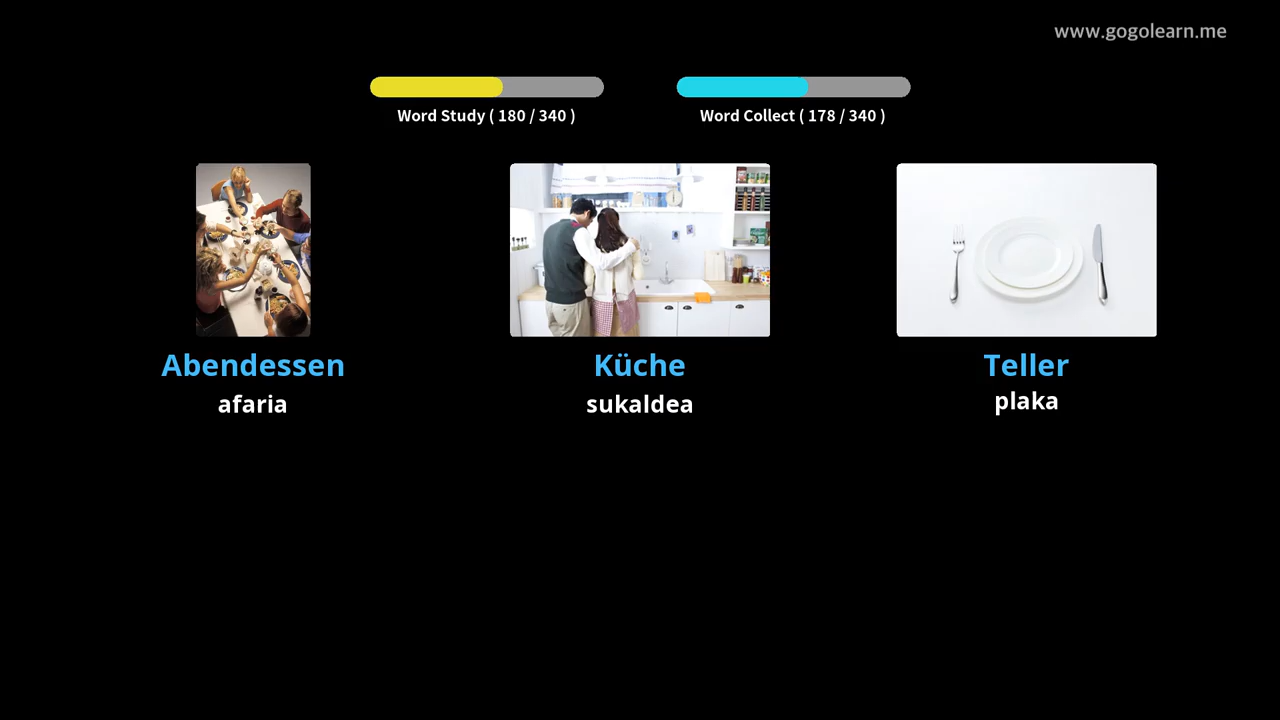 www.gogolearn.me
Word Study ( 180 / 340 )
Word Collect ( 178 / 340 )
Abendessen
afaria
Küche
sukaldea
Teller
plaka